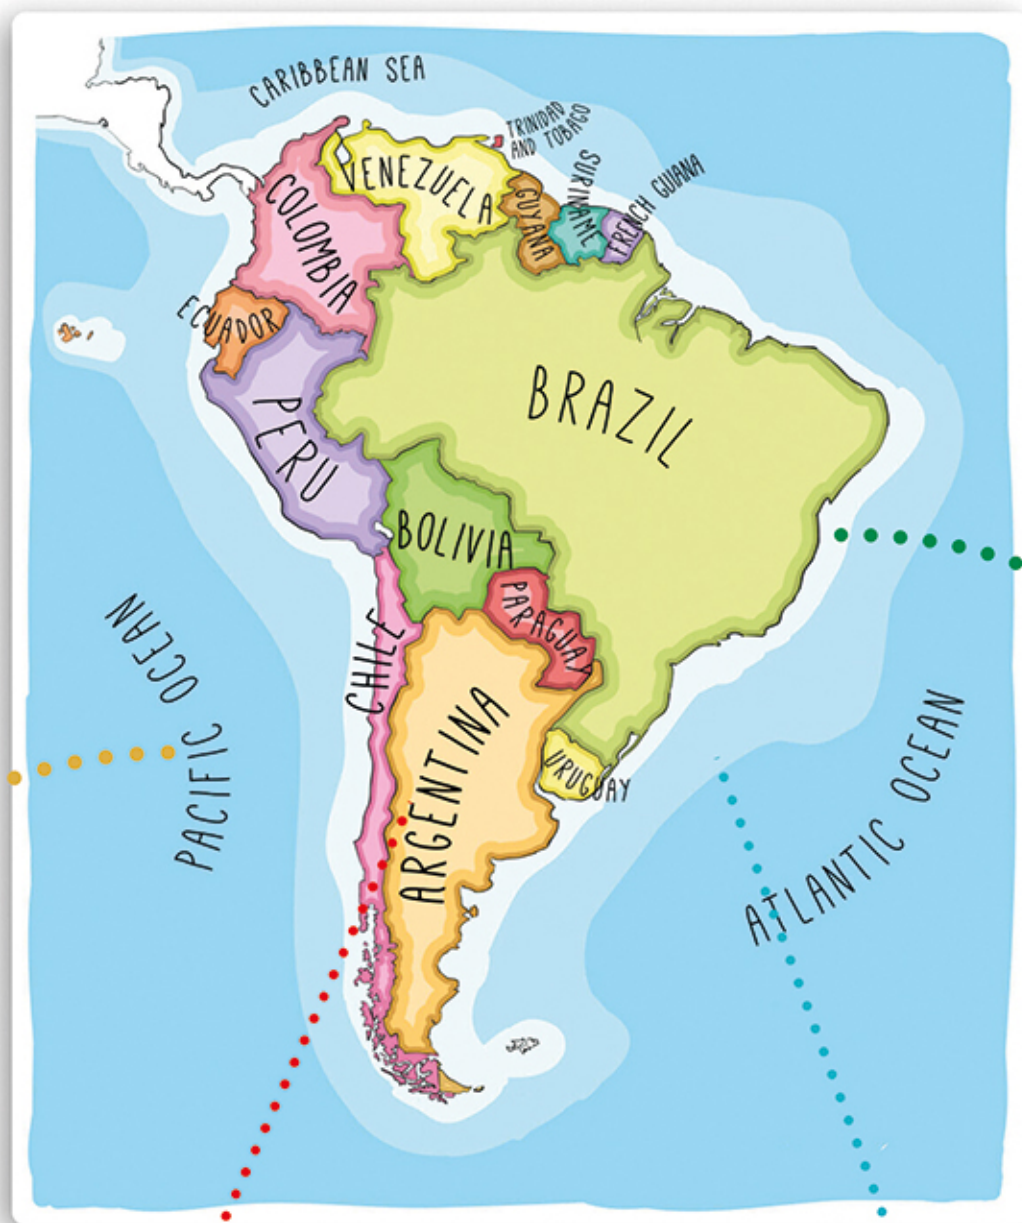 CARIBBEAN SEA
TRINIDAD
AND TOBAGO
VENEZUELA
COLOMBIA
GUYANA
SURINAME
FRENCH GUIANA
ECUADOR
BRAZIL
PERU
BOLIVIA
PARAGUAY
CHILE
PACIFIC OCEAN
ARGENTINA
URUGUAY
ATLANTIC OCEAN